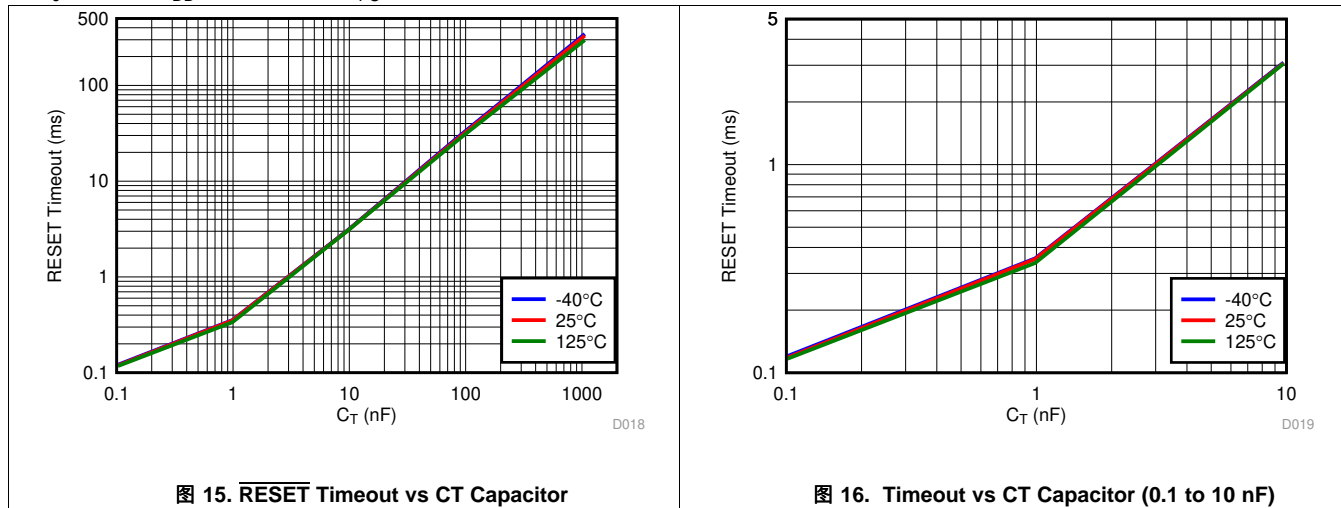 500
100
10
1
0.1
RESET Timeout (ms)
0.1 1 10 100 1000
C_T (nF)
-40°C
25°C
125°C
D018
图 15. RESET Timeout vs CT Capacitor
5
1
0.1
RESET Timeout (ms)
0.1 1 10
C_T (nF)
-40°C
25°C
125°C
D019
图 16. Timeout vs CT Capacitor (0.1 to 10 nF)